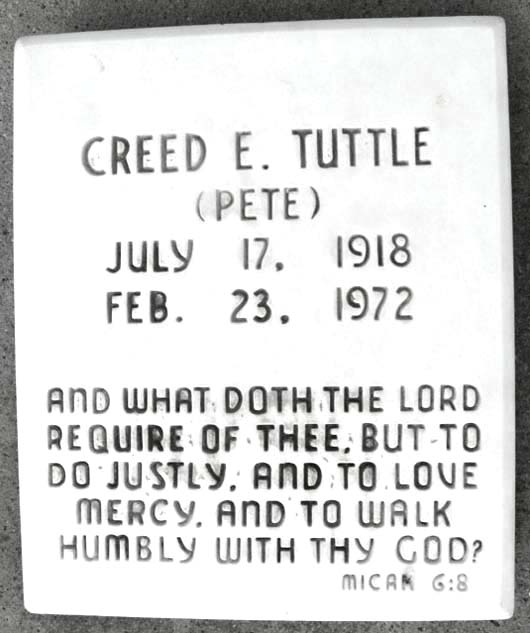 CREED E. TUTTLE
(PETE)
JULY 17, 1918
FEB. 23, 1972
AND WHAT DOTH THE LORD
REQUIRE OF THEE, BUT TO
DO JUSTLY, AND TO LOVE
MERCY, AND TO WALK
HUMBLY WITH THY GOD?
MICAH 6:8